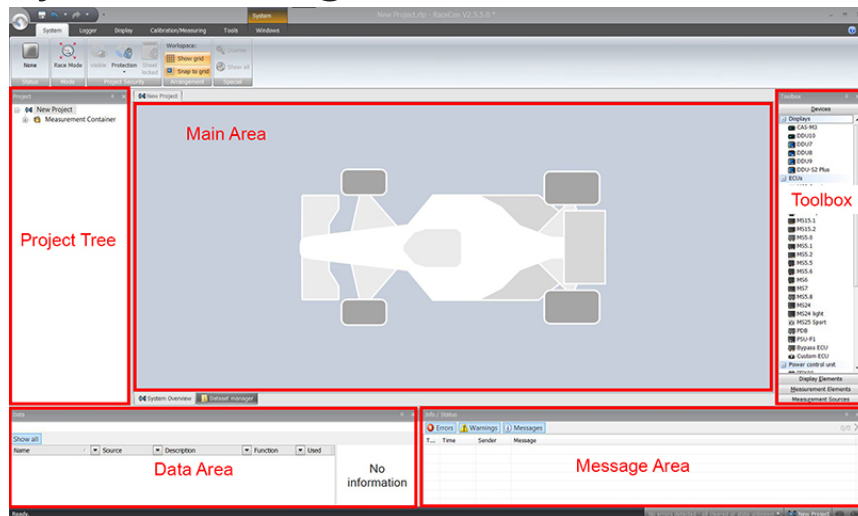 System
New Project.rtp - RaceCon V2.5.5.0 *
System Logger Display Calibration/Measuring Tools Windows
None
Race Mode
Visible
Protection
Sheet locked
Workspace:
Show grid
Snap to grid
Show all
Status
Mode
Project Security
Arrangement
Special
Project
New Project
Measurement Container
Project Tree
New Project
Main Area
System Overview
Dataset manager
Toolbox
Devices
Displays
CAS-M3
DDU10
DDU7
DDU8
DDU9
DDU-S2 Plus
ECUs
Toolbox
MS15.1
MS15.2
MS5.0
MS5.1
MS5.2
MS5.5
MS5.6
MS6
MS7
MS5.8
MS24
MS24 light
MS25 Sport
PDB
PSU-F1
Bypass ECU
Custom ECU
Power control unit
Display Elements
Measurement Elements
Measurement Sources
Data
Show all
Name Source Description Function Used
Data Area
No
information
Info / Status
Errors Warnings Messages
0/0
T... Time Sender Message
Message Area
Ready.
New Project